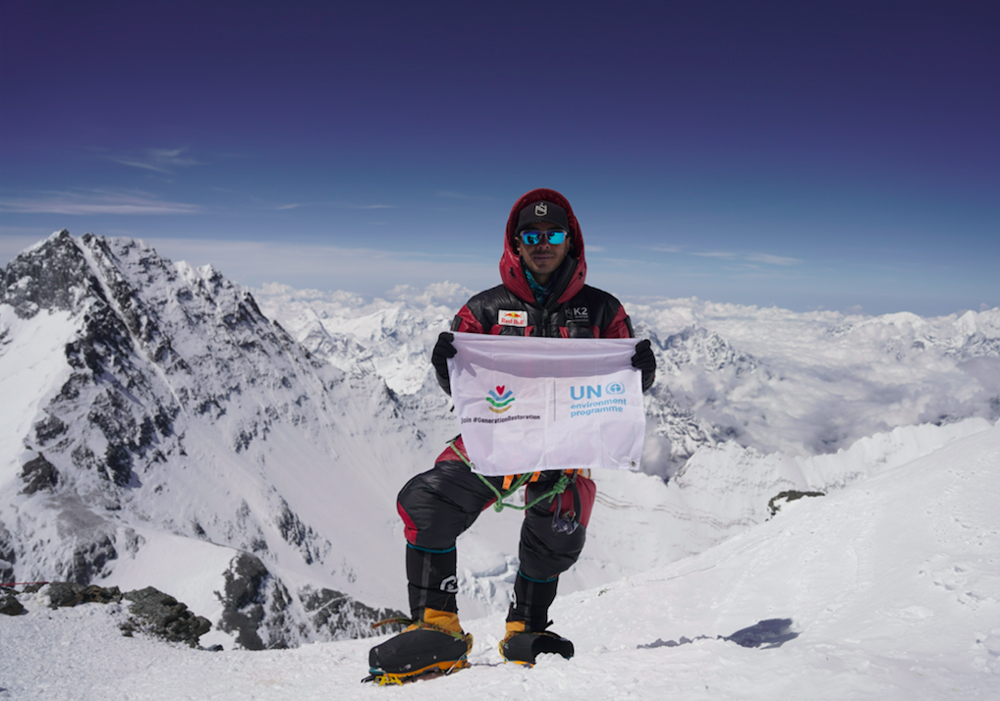 Red Bull
K2
Join #GenerationRestoration
UN
environment
programme